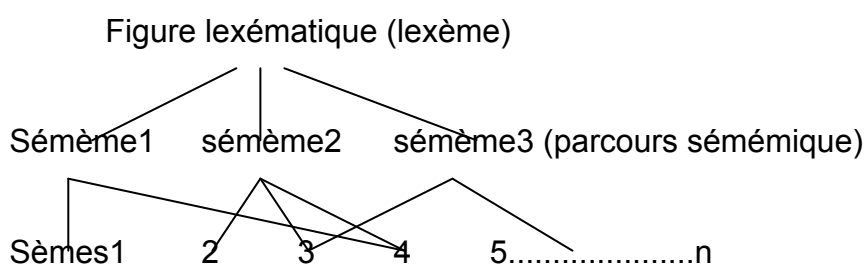 Figure lexématique (lexème)
Sémème1 sémème2 sémème3 (parcours sémémique)
Sèmes1 2 3 4 5.....................n